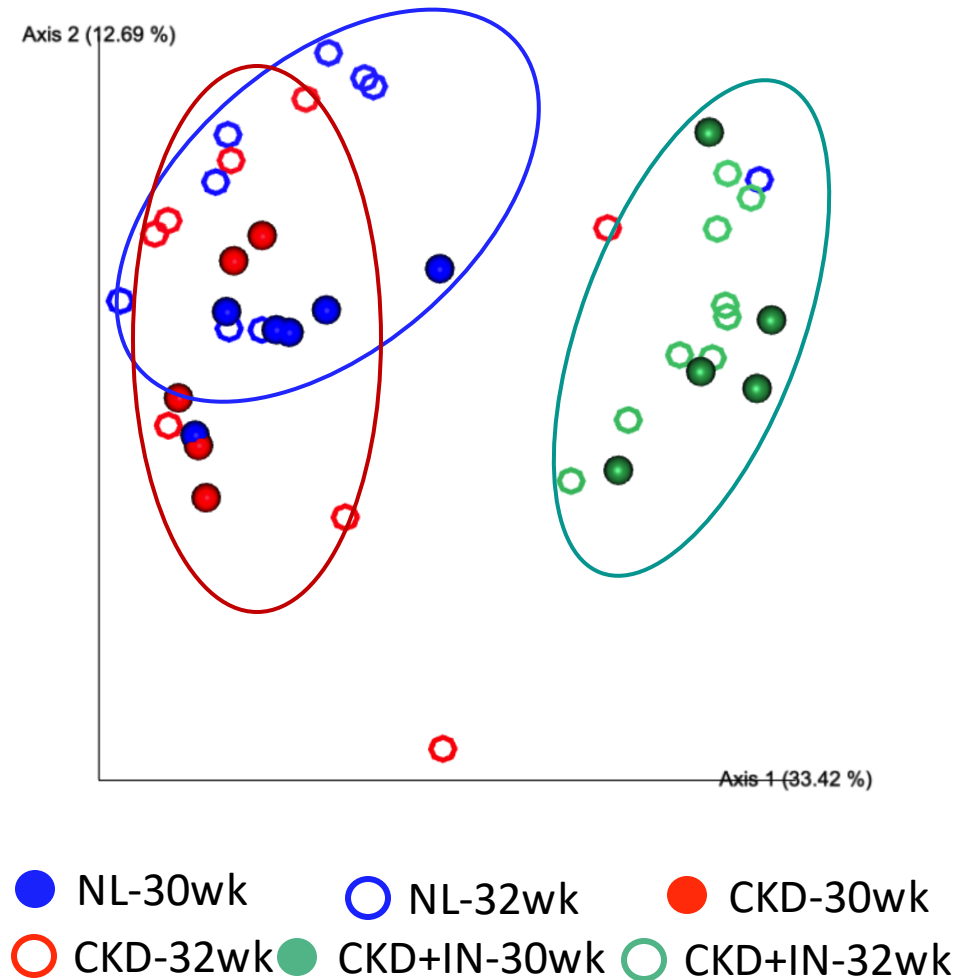 Axis 2 (12.69 %)
Axis 1 (33.42 %)
NL-30wk NL-32wk CKD-30wk
CKD-32wk CKD+IN-30wk CKD+IN-32wk